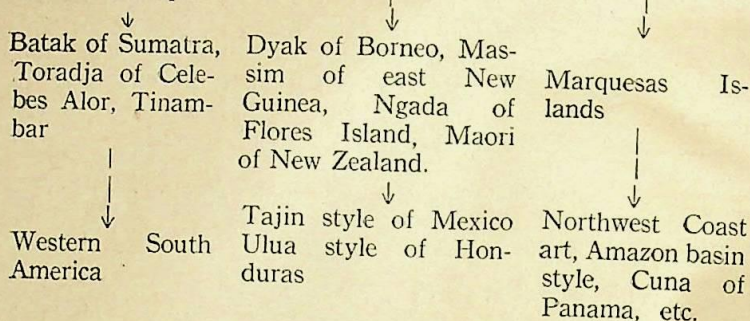 Batak of Sumatra,
Toradja of Cele-
bes Alor, Tinam-
bar
Western South
America
Dyak of Borneo, Mas-
sim of east New
Guinea, Ngada of
Flores Island, Maori
of New Zealand.
Tajin style of Mexico
Ulua style of Hon-
duras
Marquesas Is-
lands
Northwest Coast
art, Amazon basin
style, Cuna of
Panama, etc.